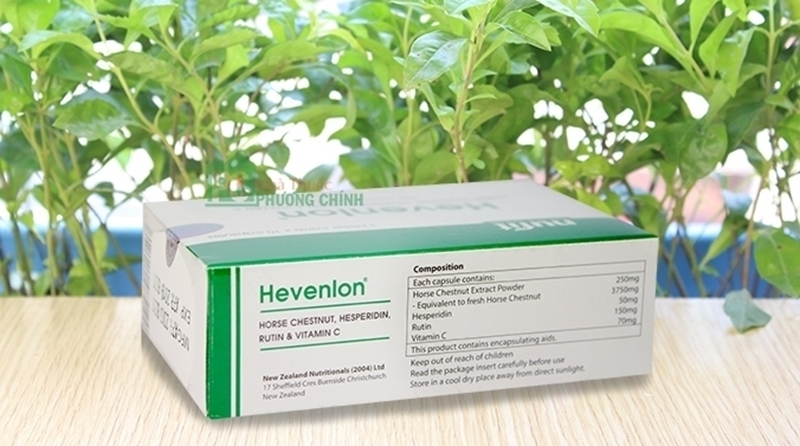 Nhà Thuốc
PHƯƠNG CHÍNH
Hevenlon
nufit
Hevenlon®
HORSE CHESTNUT, HESPERIDIN,
RUTIN & VITAMIN C
New Zealand Nutritionals (2004) Ltd
17 Sheffield Cres Burnside Christchurch
New Zealand
Composition
Each capsule contains:
Horse Chestnut Extract Powder 250mg
- Equivalent to fresh Horse Chestnut 3750mg
Hesperidin 50mg
Rutin 150mg
Vitamin C 70mg
This product contains encapsulating aids.
Keep out of reach of children
Read the package insert carefully before use
Store in a cool dry place away from direct sunlight.